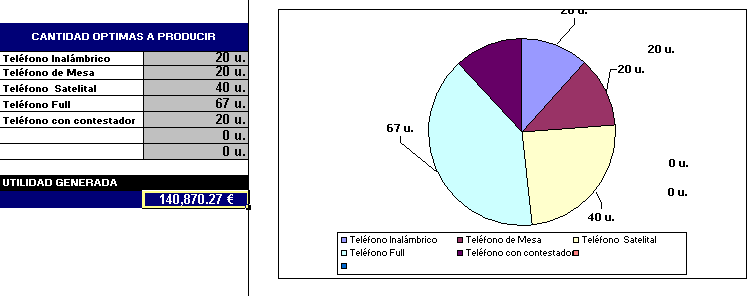 CANTIDAD OPTIMAS A PRODUCIR
Teléfono Inalámbrico 20 u.
Teléfono de Mesa 20 u.
Teléfono Satelital 40 u.
Teléfono Full 67 u.
Teléfono con contestador 20 u.
0 u.
0 u.
UTILIDAD GENERADA
140,870.27 €
20 u.
20 u.
20 u.
67 u.
0 u.
0 u.
40 u.
Teléfono Inalámbrico Teléfono de Mesa Teléfono Satelital
Teléfono Full Teléfono con contestador